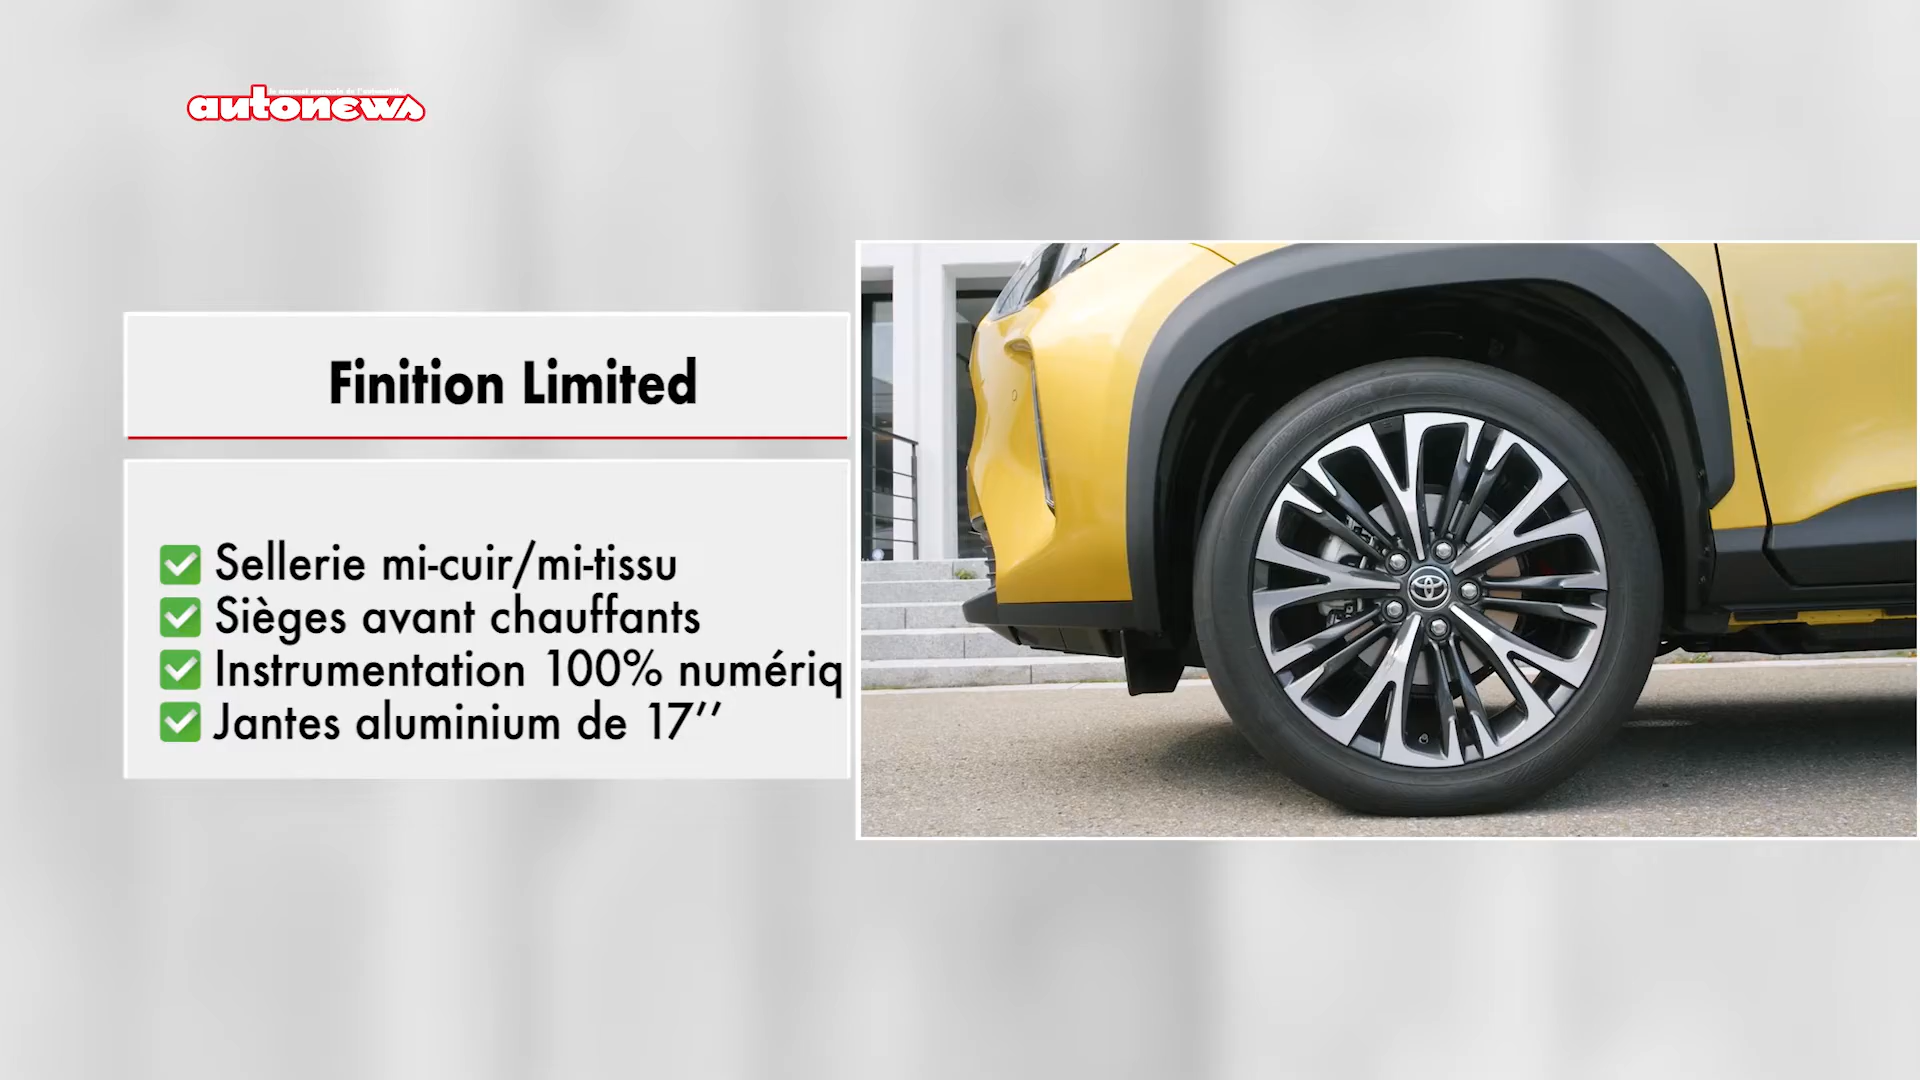 autonews
Finition Limited
Sellerie mi-cuir/mi-tissu
Sièges avant chauffants
Instrumentation 100% numériq
Jantes aluminium de 17’’